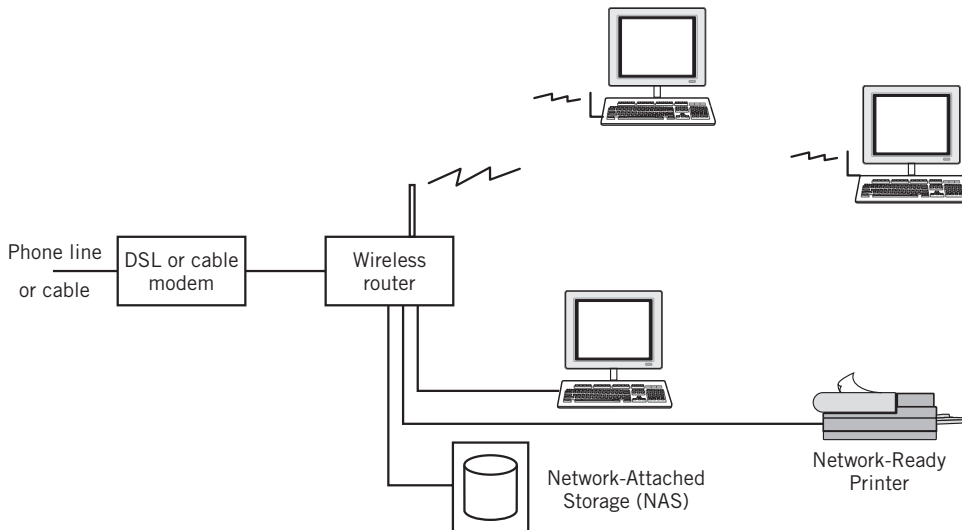 Phone line
or cable
DSL or cable
modem
Wireless
router
Network-Ready
Printer
Network-Attached
Storage (NAS)